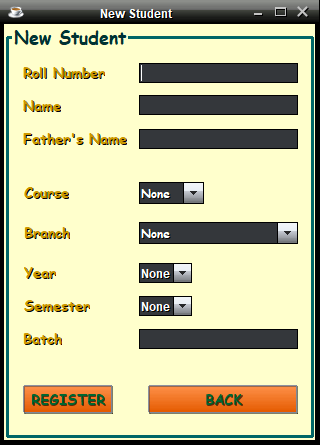 New Student
New Student
Roll Number
Name
Father's Name
Course None
Branch None
Year None
Semester None
Batch
REGISTER BACK